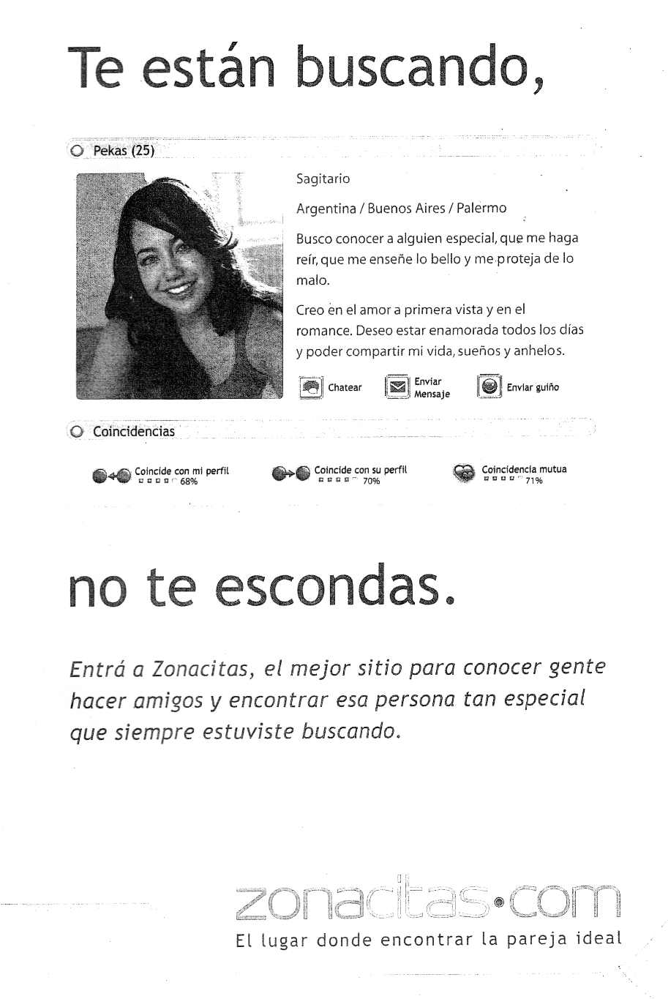 Te están buscando,
Pekas (25)
Sagitario
Argentina / Buenos Aires / Palermo
Busco conocer a alguien especial, que me haga
reír, que me enseñe lo bello y me proteja de lo
malo.
Creo en el amor a primera vista y en el
romance. Deseo estar enamorada todos los días
y poder compartir mi vida, sueños y anhelos.
Chatear
Enviar
Mensaje
Enviar guiño
Coincidencias
Coincide con mi perfil
68%
Coincide con su perfil
70%
Coincidencia mutua
71%
no te escondas.
Entrá a Zonacitas, el mejor sitio para conocer gente
hacer amigos y encontrar esa persona tan especial
que siempre estuviste buscando.
zonacitas.com
El lugar donde encontrar la pareja ideal